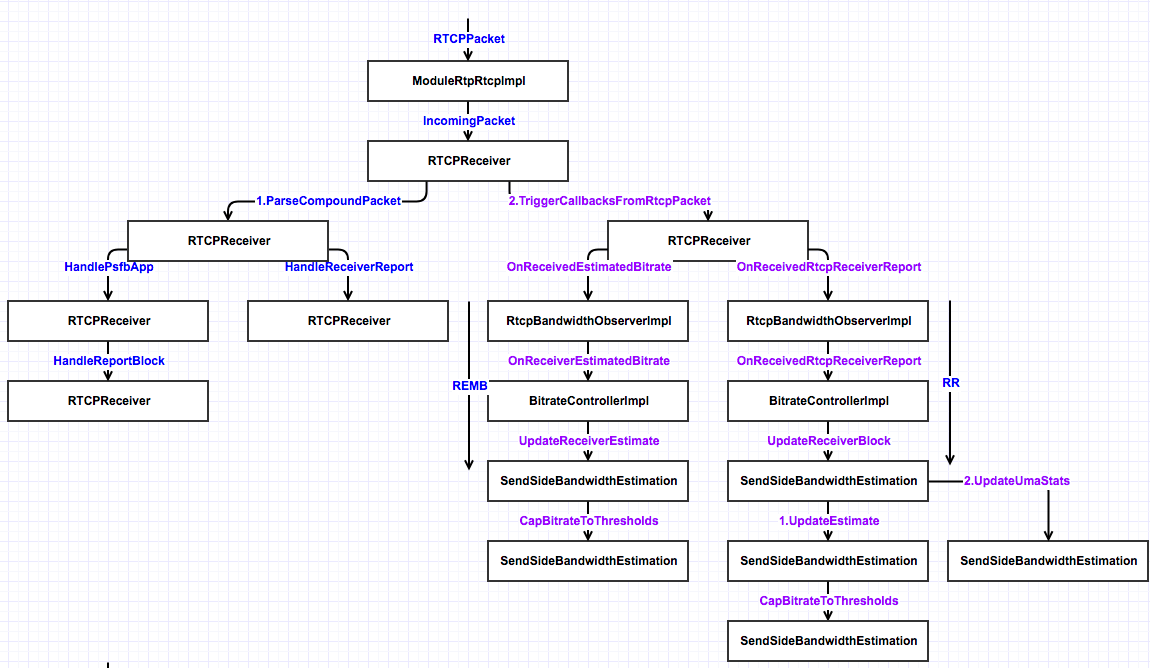 RTCPPacket
ModuleRtpRtcpImpl
IncomingPacket
RTCPReceiver
1.ParseCompoundPacket
2.TriggerCallbacksFromRtcpPacket
RTCPReceiver
RTCPReceiver
HandlePsfbApp
HandleReceiverReport
OnReceivedEstimatedBitrate
OnReceivedRtcpReceiverReport
RTCPReceiver
RTCPReceiver
RtcpBandwidthObserverImpl
RtcpBandwidthObserverImpl
HandleReportBlock
OnReceiverEstimatedBitrate
OnReceivedRtcpReceiverReport
REMB
RR
RTCPReceiver
BitrateControllerImpl
BitrateControllerImpl
UpdateReceiverEstimate
UpdateReceiverBlock
SendSideBandwidthEstimation
SendSideBandwidthEstimation
2.UpdateUmaStats
CapBitrateToThresholds
1.UpdateEstimate
SendSideBandwidthEstimation
SendSideBandwidthEstimation
SendSideBandwidthEstimation
CapBitrateToThresholds
SendSideBandwidthEstimation